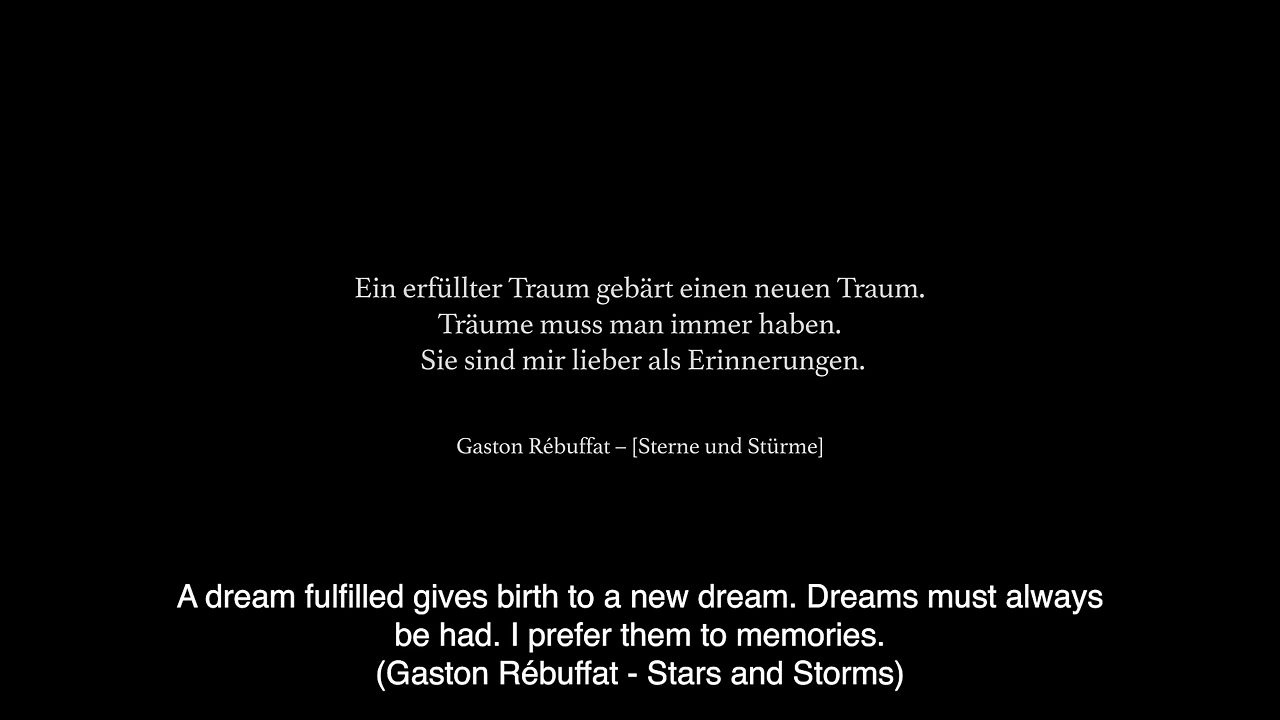 Ein erfüllter Traum gebärt einen neuen Traum.
Träume muss man immer haben.
Sie sind mir lieber als Erinnerungen.
Gaston Rébuffat – [Sterne und Stürme]
A dream fulfilled gives birth to a new dream. Dreams must always
be had. I prefer them to memories.
(Gaston Rébuffat - Stars and Storms)